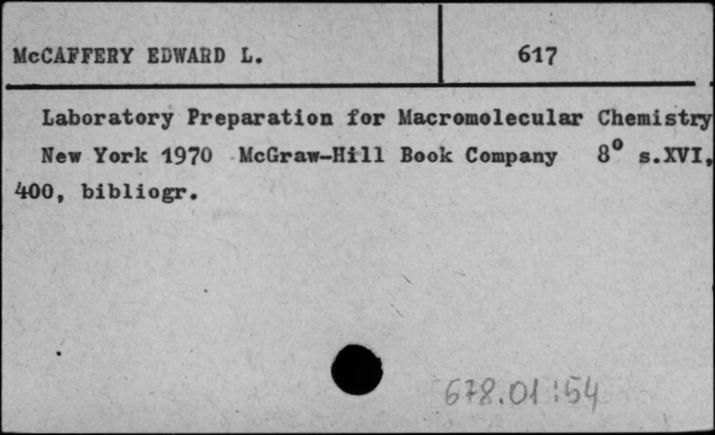 McCAFFERY EDWARD L.
617
Laboratory Preparation for Macromolecular Chemistry
New York 1970 McGraw-Hill Book Company 8° s.XVI,
400, bibliogr.
678.01:54